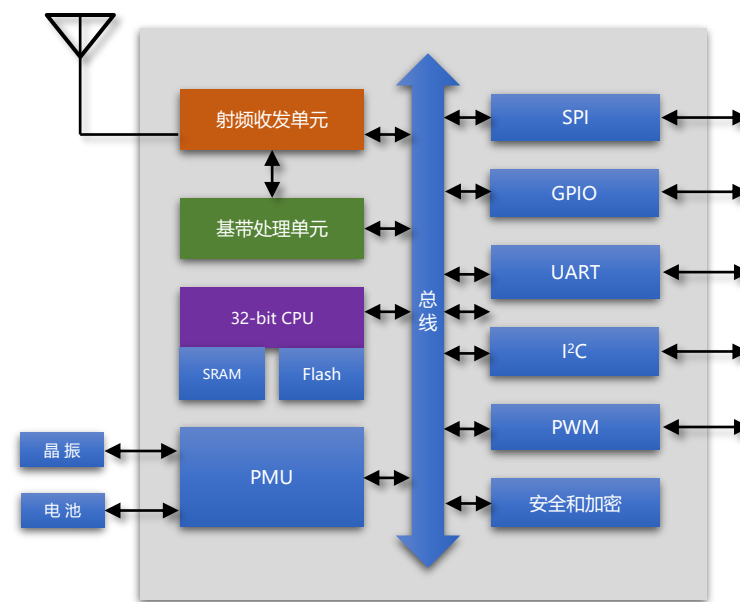 射频收发单元
基带处理单元
32-bit CPU
SRAM
Flash
PMU
晶 振
电 池
总
线
SPI
GPIO
UART
I²C
PWM
安全和加密